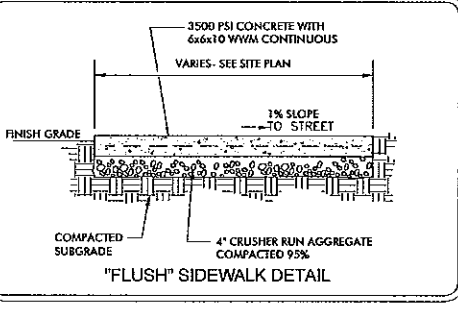 3500 PSI CONCRETE WITH
6x6x10 WWM CONTINUOUS
VARIES- SEE SITE PLAN
1% SLOPE
TO STREET
FINISH GRADE
COMPACTED
SUBGRADE
4" CRUSHER RUN AGGREGATE
COMPACTED 95%
"FLUSH" SIDEWALK DETAIL